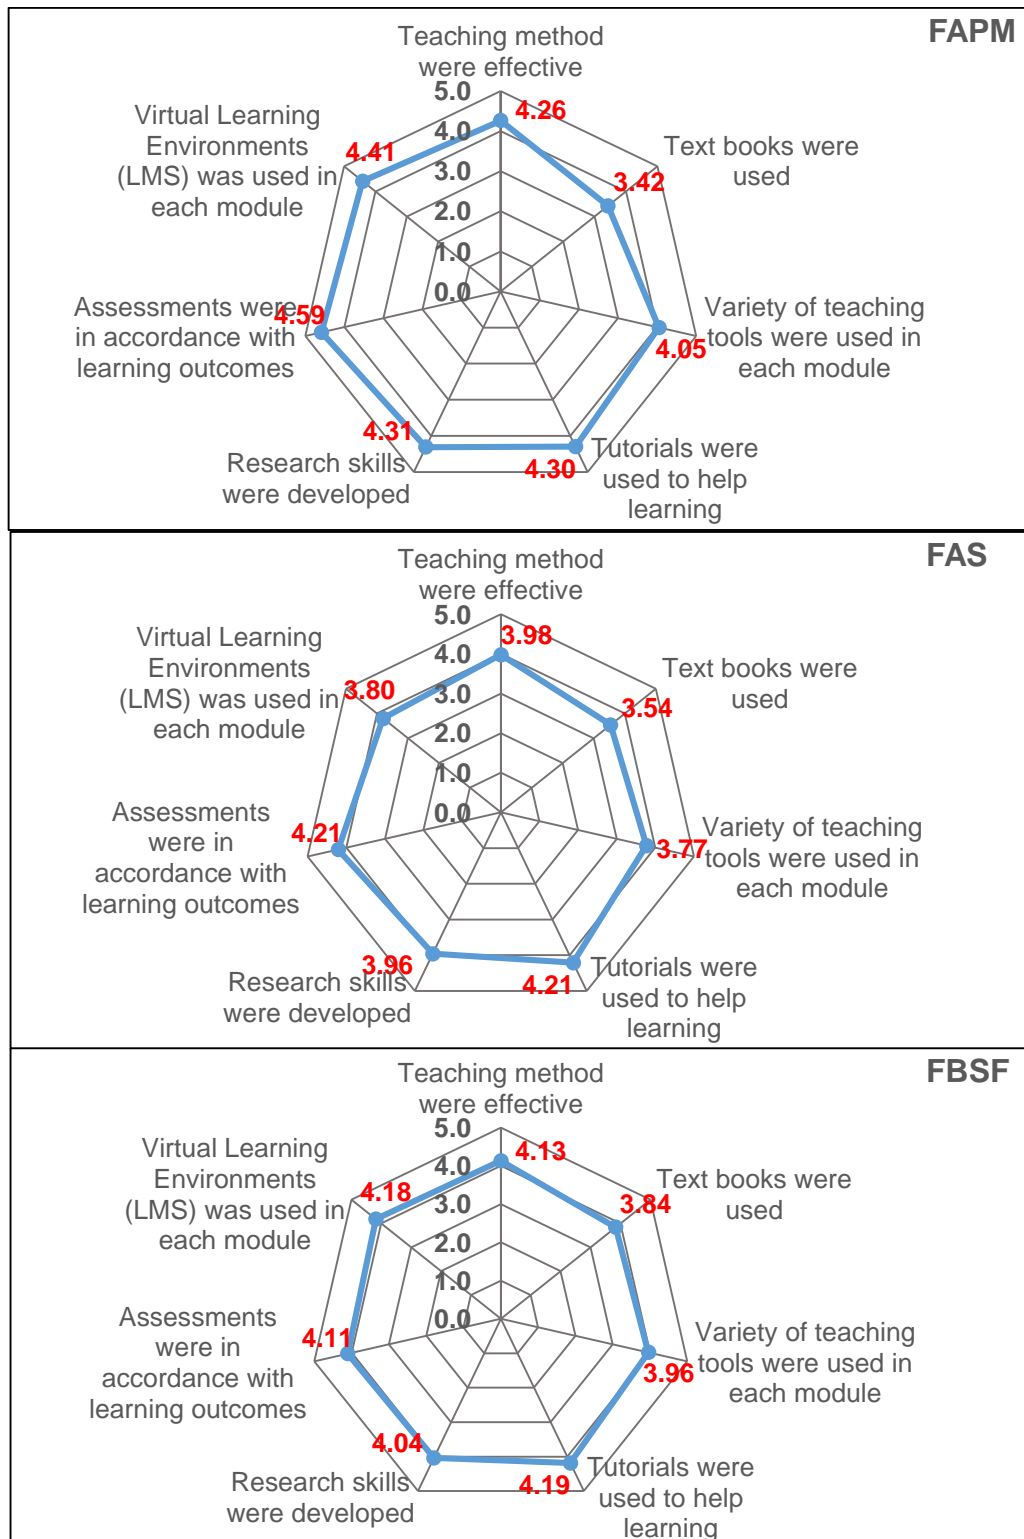 FAPM
Teaching method
were effective
5.0
4.26
4.0
3.0
2.0
1.0
0.0
Text books were
used
3.42
Variety of teaching
tools were used in
each module
4.05
Tutorials were
used to help
learning
4.30
Research skills
were developed
4.31
Assessments were
in accordance with
learning outcomes
4.59
Virtual Learning
Environments
(LMS) was used in
each module
4.41
FAS
Teaching method
were effective
5.0
3.98
4.0
3.0
2.0
1.0
0.0
Text books were
used
3.54
Variety of teaching
tools were used in
each module
3.77
Tutorials were
used to help
learning
4.21
Research skills
were developed
3.96
Assessments
were in
accordance with
learning outcomes
4.21
Virtual Learning
Environments
(LMS) was used in
each module
3.80
FBSF
Teaching method
were effective
5.0
4.13
4.0
3.0
2.0
1.0
0.0
Text books were
used
3.84
Variety of teaching
tools were used in
each module
3.96
Tutorials were
used to help
learning
4.19
Research skills
were developed
4.04
Assessments
were in
accordance with
learning outcomes
4.11
Virtual Learning
Environments
(LMS) was used in
each module
4.18